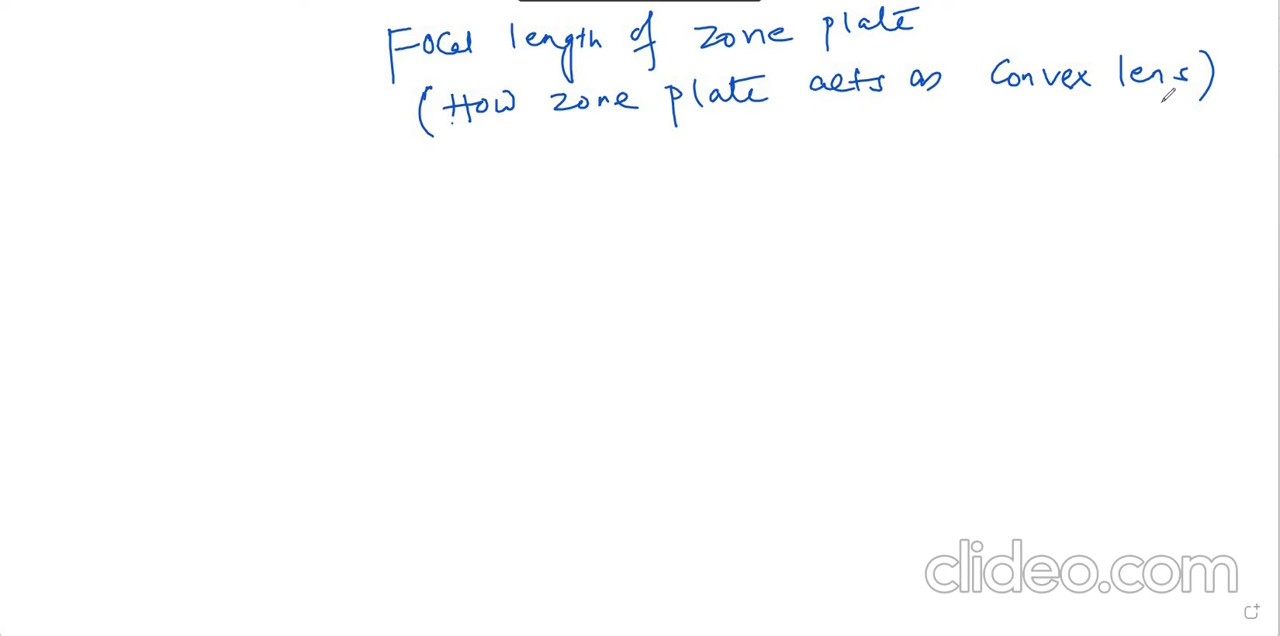 Focal length of zone plate
(How zone plate acts as convex lens)
clideo.com